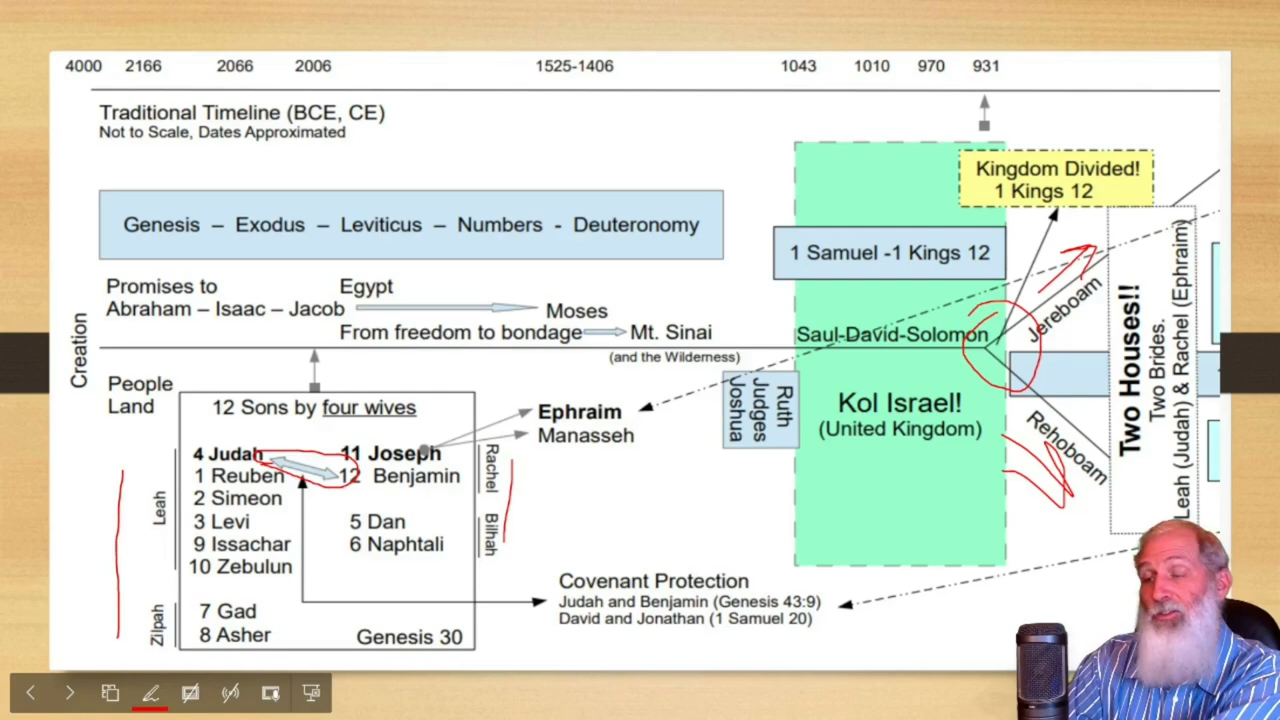 4000 2166 2066 2006 1525-1406 1043 1010 970 931
Traditional Timeline (BCE, CE)
Not to Scale, Dates Approximated
Kingdom Divided!
1 Kings 12
Genesis – Exodus – Leviticus – Numbers - Deuteronomy
1 Samuel -1 Kings 12
Promises to
Abraham – Isaac – Jacob
Egypt
Moses
From freedom to bondage
Mt. Sinai
(and the Wilderness)
Creation
Saul-David-Solomon
Jereboam
Rehoboam
People
Land
12 Sons by four wives
4 Judah
1 Reuben
2 Simeon
3 Levi
9 Issachar
10 Zebulun
7 Gad
8 Asher
Leah
Zilpah
11 Joseph
12 Benjamin
5 Dan
6 Naphtali
Genesis 30
Rachel
Bilhah
Ephraim
Manasseh
Ruth
Judges
Joshua
Kol Israel!
(United Kingdom)
Two Houses!!
Two Brides.
Leah (Judah) & Rachel (Ephraim)
Covenant Protection
Judah and Benjamin (Genesis 43:9)
David and Jonathan (1 Samuel 20)